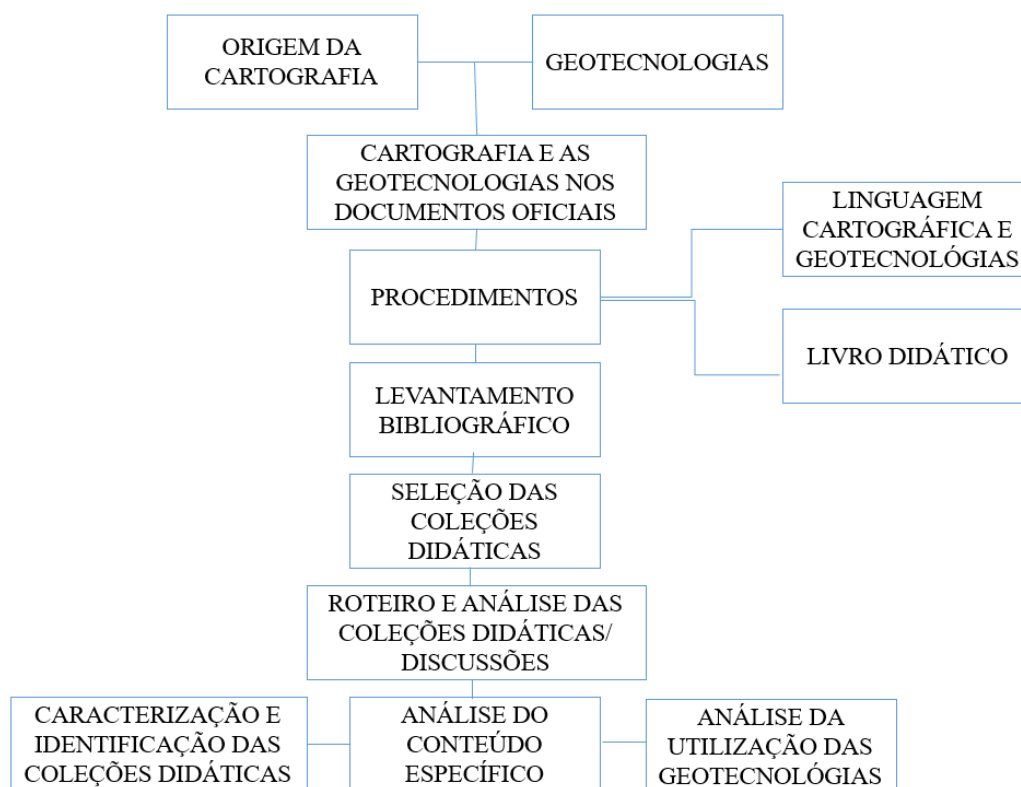 ORIGEM DA
CARTOGRAFIA
GEOTECNOLOGIAS
CARTOGRAFIA E AS
GEOTECNOLOGIAS NOS
DOCUMENTOS OFICIAIS
LINGUAGEM
CARTOGRÁFICA E
GEOTECNOLÓGIAS
PROCEDIMENTOS
LIVRO DIDÁTICO
LEVANTAMENTO
BIBLIOGRÁFICO
SELEÇÃO DAS
COLEÇÕES
DIDÁTICAS
ROTEIRO E ANÁLISE DAS
COLEÇÕES DIDÁTICAS/
DISCUSSÕES
CARACTERIZAÇÃO E
IDENTIFICAÇÃO DAS
COLEÇÕES DIDÁTICAS
ANÁLISE DO
CONTEÚDO
ESPECÍFICO
ANÁLISE DA
UTILIZAÇÃO DAS
GEOTECNOLÓGIAS